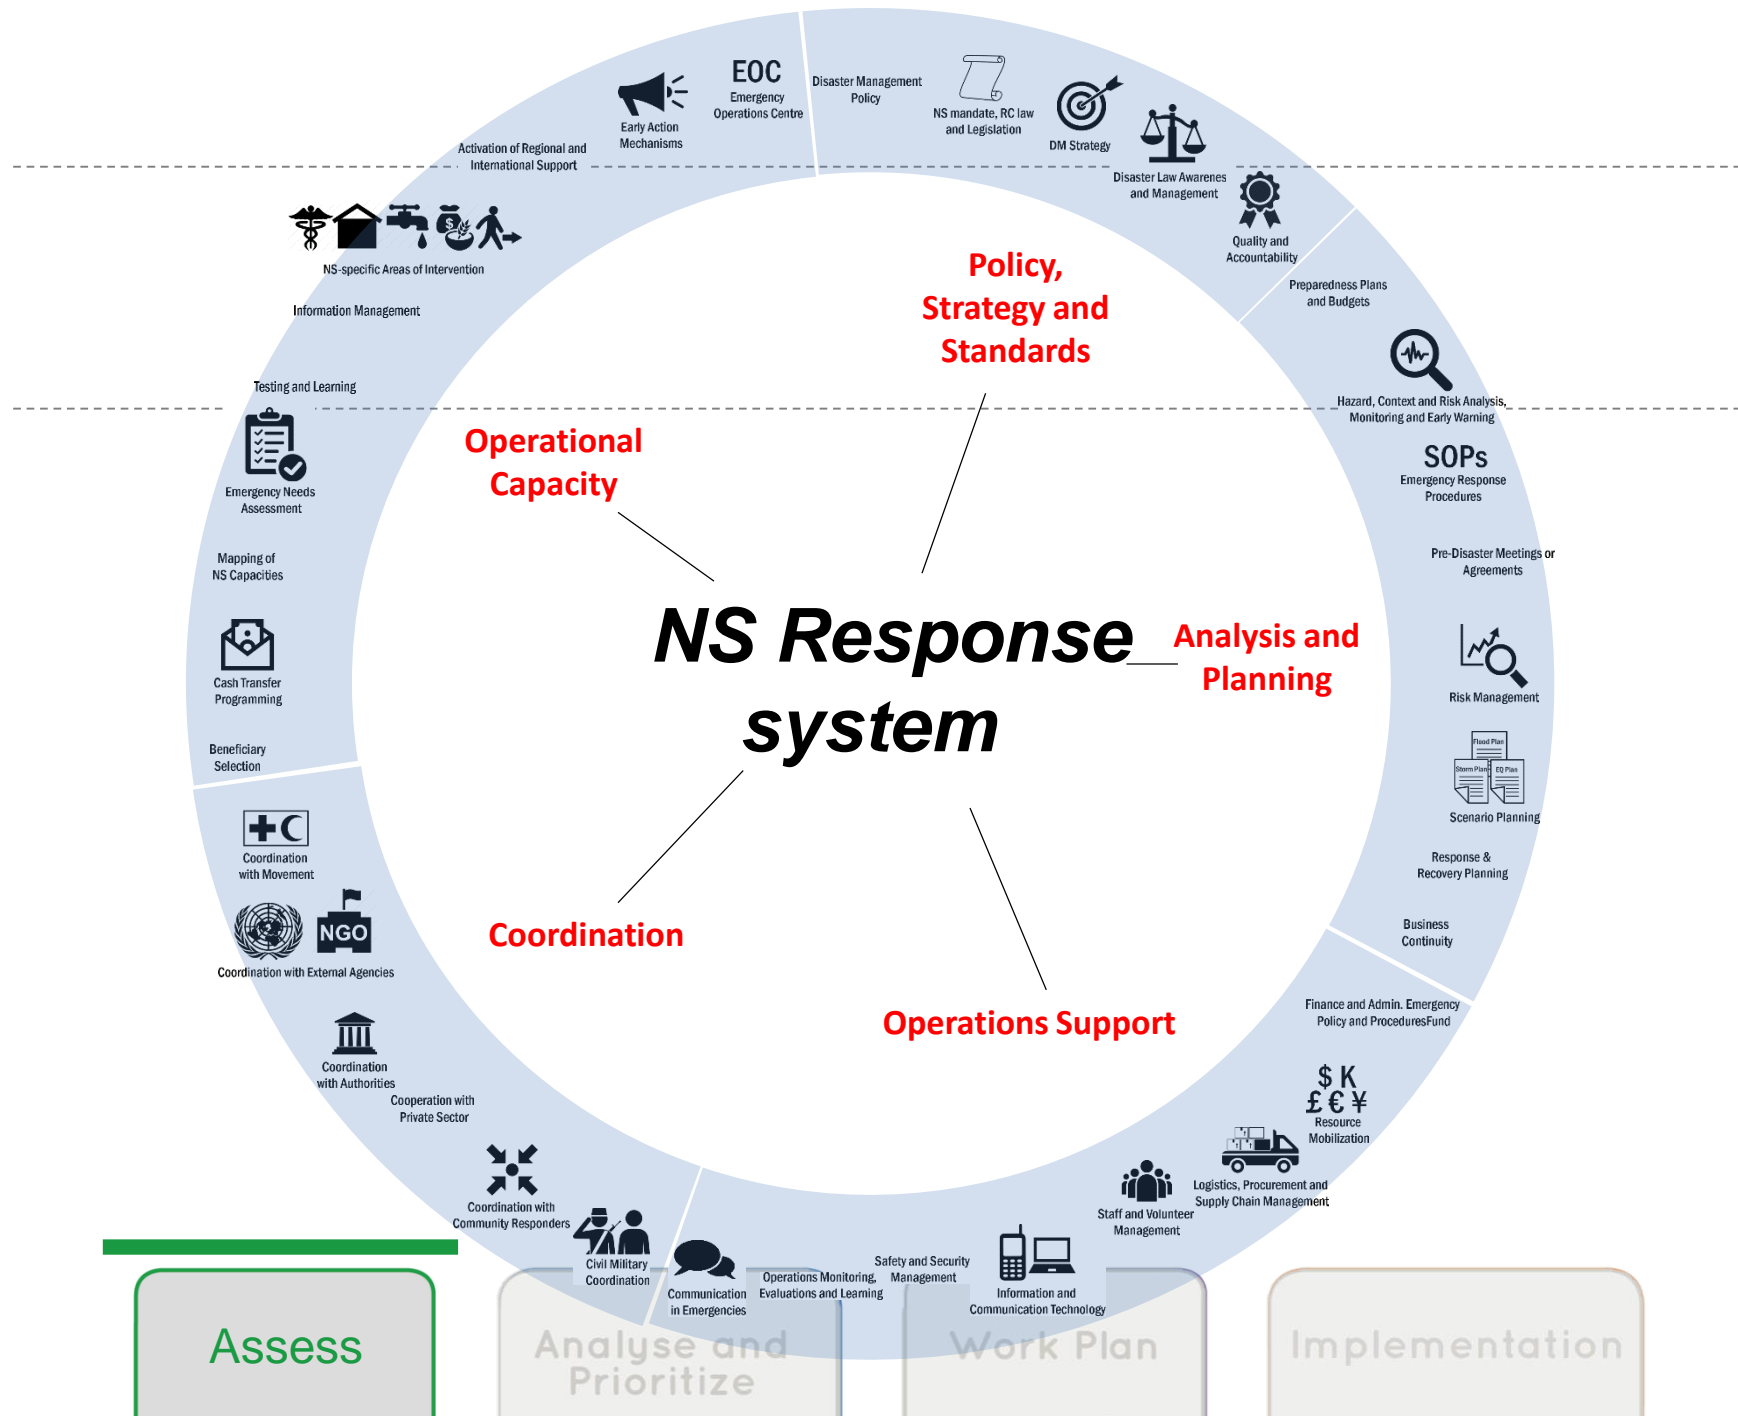 EOC
Emergency
Operations Centre
Disaster Management
Policy
NS mandate, RC law
and Legislation
DM Strategy
Disaster Law Awarenes
and Management
Quality and
Accountability
Preparedness Plans
and Budgets
Hazard, Context and Risk Analysis,
Monitoring and Early Warning
SOPs
Emergency Response
Procedures
Pre-Disaster Meetings or
Agreements
Risk Management
Flood Plan
Storm Plan
EQ Plan
Scenario Planning
Response &
Recovery Planning
Business
Continuity
Finance and Admin. Emergency
Policy and ProceduresFund
$ K
£ € ¥
Resource
Mobilization
Logistics, Procurement and
Supply Chain Management
Staff and Volunteer
Management
Information and
Communication Technology
Safety and Security
Management
Operations Monitoring,
Evaluations and Learning
Communication
in Emergencies
Civil Military
Coordination
Coordination with
Community Responders
Cooperation with
Private Sector
Coordination
with Authorities
NGO
Coordination with External Agencies
Coordination
with Movement
Beneficiary
Selection
Cash Transfer
Programming
Mapping of
NS Capacities
Emergency Needs
Assessment
Testing and Learning
Information Management
$
NS-specific Areas of Intervention
Activation of Regional and
International Support
Early Action
Mechanisms
Policy,
Strategy and
Standards
Operational
Capacity
NS Response
system
Analysis and
Planning
Coordination
Operations Support
Assess
Analyse and
Prioritize
Work Plan
Implementation